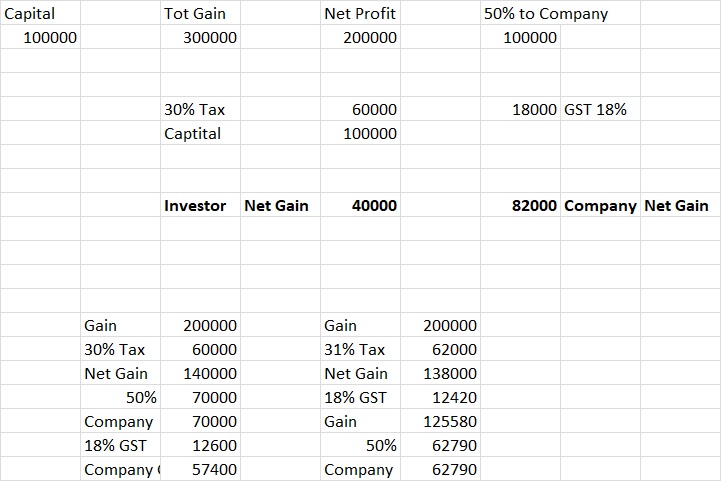 Capital Tot Gain Net Profit 50% to Company
100000 300000 200000 100000
30% Tax 60000 18000 GST 18%
Captital 100000
Investor Net Gain 40000 82000 Company Net Gain
Gain 200000 Gain 200000
30% Tax 60000 31% Tax 62000
Net Gain 140000 Net Gain 138000
50% 70000 18% GST 12420
Company 70000 Gain 125580
18% GST 12600 50% 62790
Company 57400 Company 62790